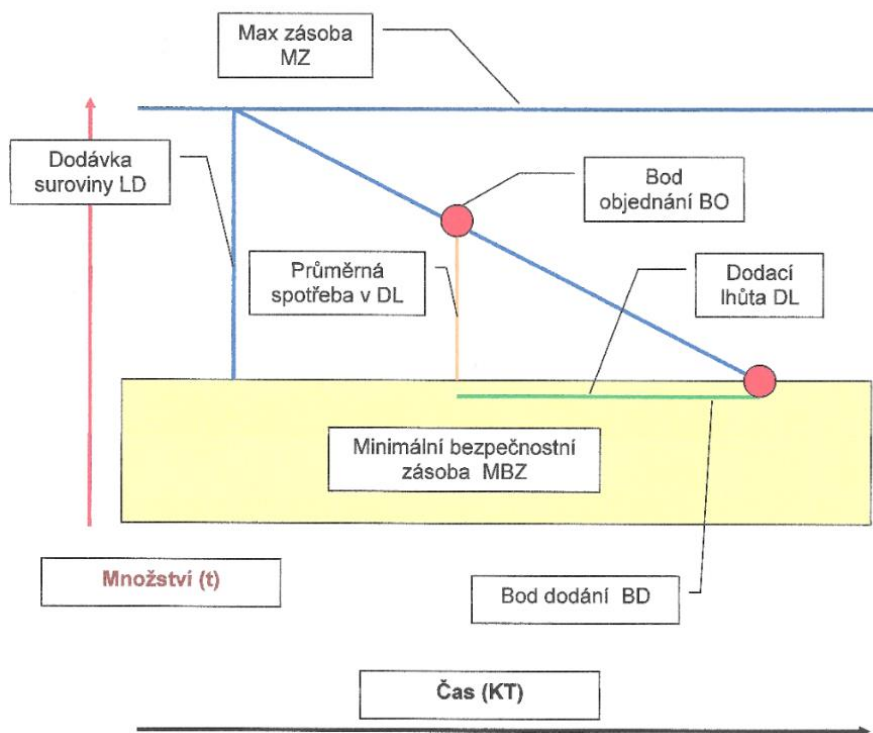 Max zásoba
MZ
Dodávka
suroviny LD
Bod
objednání BO
Průměrná
spotřeba v DL
Dodací
lhůta DL
Minimální bezpečnostní
zásoba MBZ
Množství (t)
Bod dodání BD
Čas (KT)